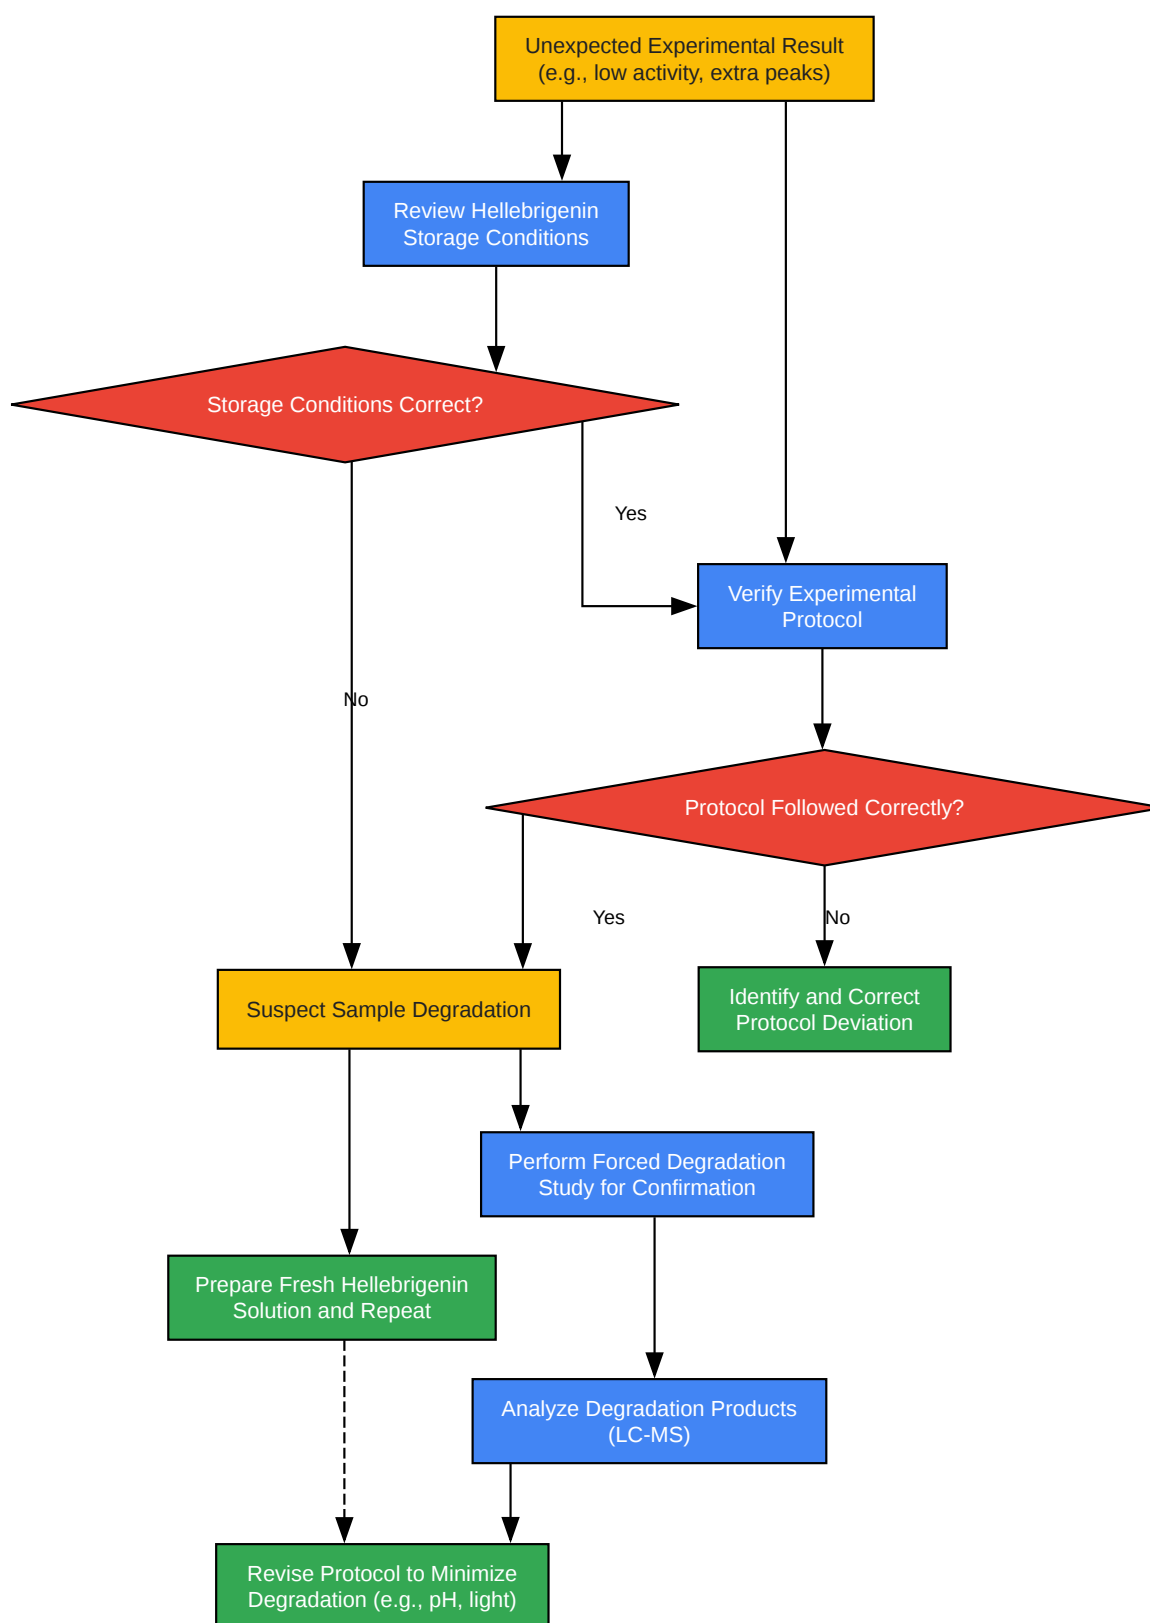 Unexpected Experimental Result
(e.g., low activity, extra peaks)
Review Hellebrigenin
Storage Conditions
Storage Conditions Correct?
Yes
Verify Experimental
Protocol
No
Protocol Followed Correctly?
Yes
No
Suspect Sample Degradation
Identify and Correct
Protocol Deviation
Perform Forced Degradation
Study for Confirmation
Prepare Fresh Hellebrigenin
Solution and Repeat
Analyze Degradation Products
(LC-MS)
Revise Protocol to Minimize
Degradation (e.g., pH, light)